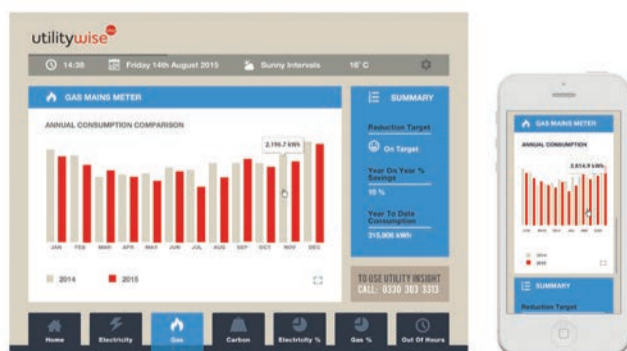 utilitywise
14:38 Friday 14th August 2015 Sunny Intervals 16°C
GAS MAINS METER
ANNUAL CONSUMPTION COMPARISON
2,196.7 kWh
JAN FEB MAR APR MAY JUN JUL AUG SEP OCT NOV DEC
2014 2015
SUMMARY
Reduction Target
On Target
Year On Year %
Savings
10 %
Year To Date
Consumption
215,806 kWh
TO USE UTILITY INSIGHT
CALL: 0330 303 3313
Home Electricity Gas Carbon Electricity % Gas % Out Of Hours
GAS MAINS METER
ANNUAL CONSUMPTION
2,614.9 kWh
2014
2015
SUMMARY
Reduction Target